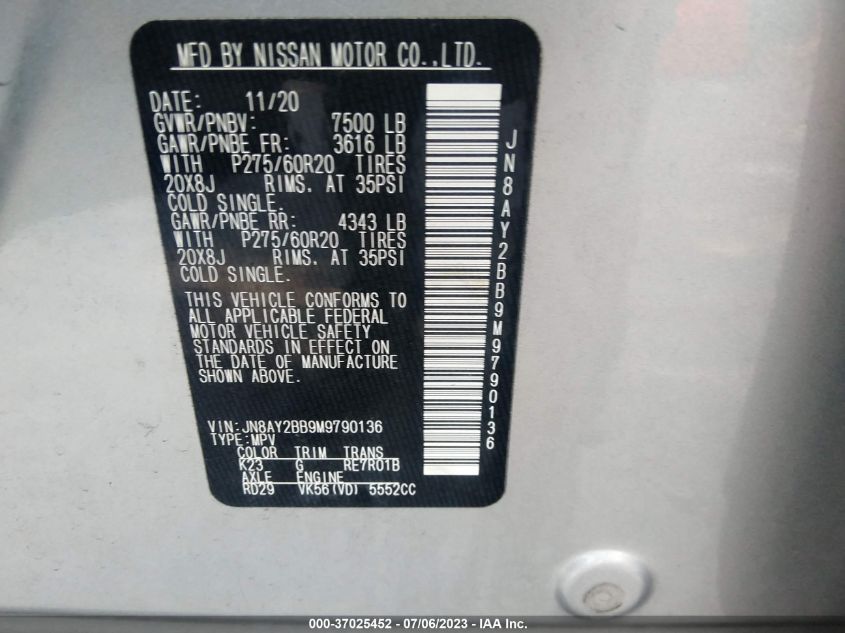 MFD BY NISSAN MOTOR CO.,LTD.
DATE: 11/20
GVWR/PNBV: 7500 LB
GAWR/PNBE FR: 3616 LB
WITH P275/60R20 TIRES
20X8J RIMS. AT 35PSI
COLD SINGLE.
GAWR/PNBE RR: 4343 LB
WITH P275/60R20 TIRES
20X8J RIMS. AT 35PSI
COLD SINGLE.
THIS VEHICLE CONFORMS TO
ALL APPLICABLE FEDERAL
MOTOR VEHICLE SAFETY
STANDARDS IN EFFECT ON
THE DATE OF MANUFACTURE
SHOWN ABOVE.
VIN:JN8AY2BB9M9790136
TYPE:MPV
COLOR TRIM TRANS
K23 G RE7R01B
AXLE ENGINE
RD29 VK56(VD) 5552CC
JN8AY2BB9M9790136
000-37025452 - 07/06/2023 - IAA Inc.